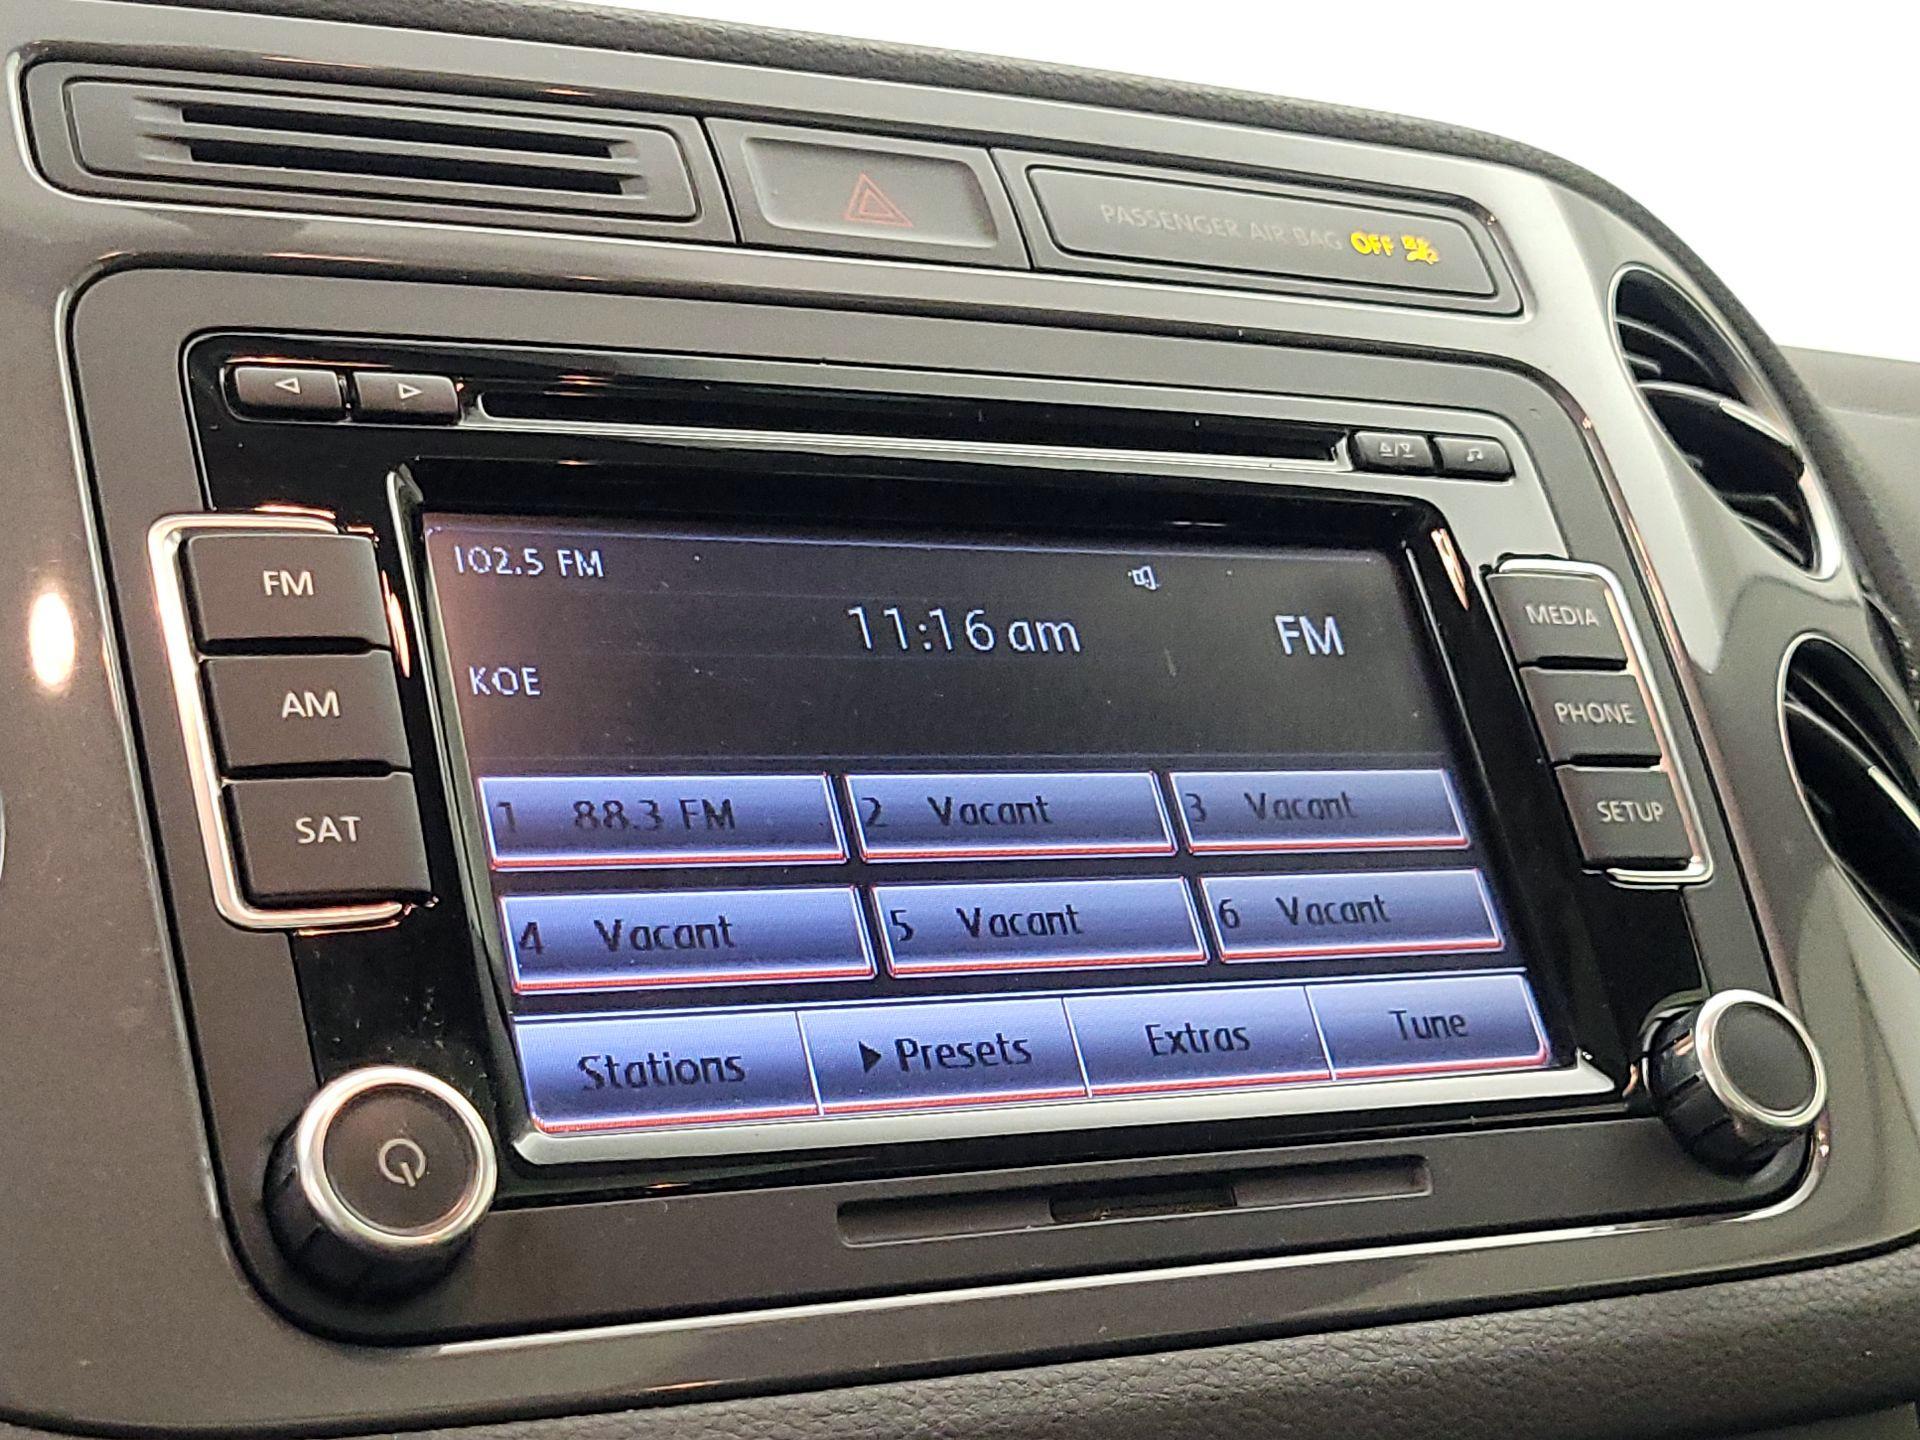 PASSENGER AIR BAG OFF
102.5 FM
11:16 am
FM
KOE
FM
AM
SAT
MEDIA
PHONE
SETUP
1 88.3 FM
2 Vacant
3 Vacant
4 Vacant
5 Vacant
6 Vacant
Stations
Presets
Extras
Tune